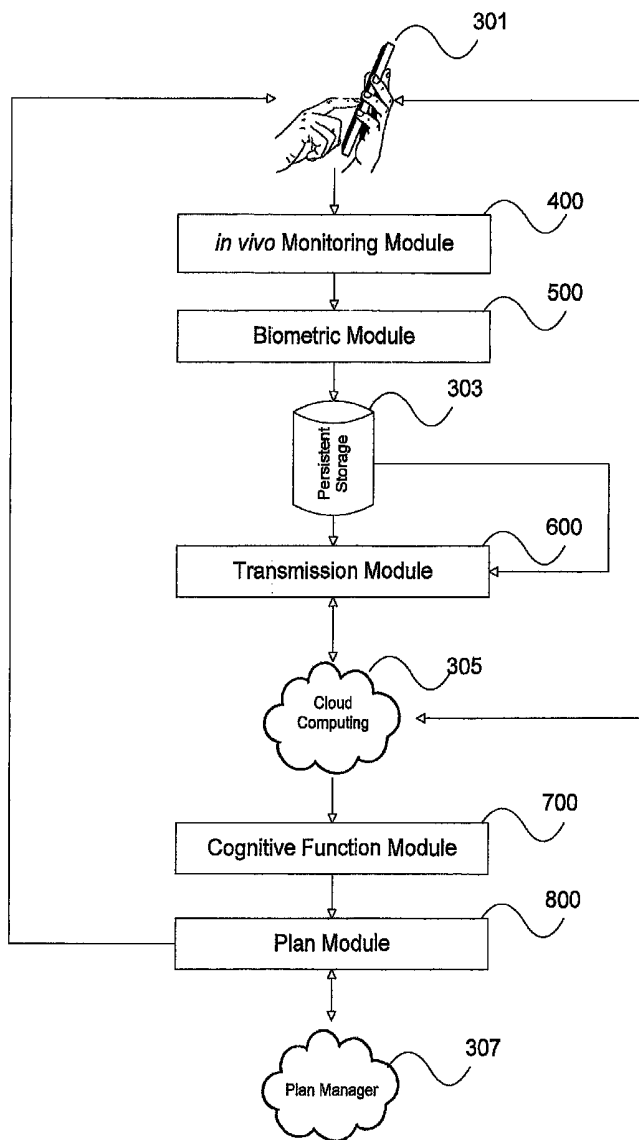 301
400
in vivo Monitoring Module
500
Biometric Module
303
Persistent
Storage
600
Transmission Module
305
Cloud
Computing
700
Cognitive Function Module
800
Plan Module
307
Plan Manager